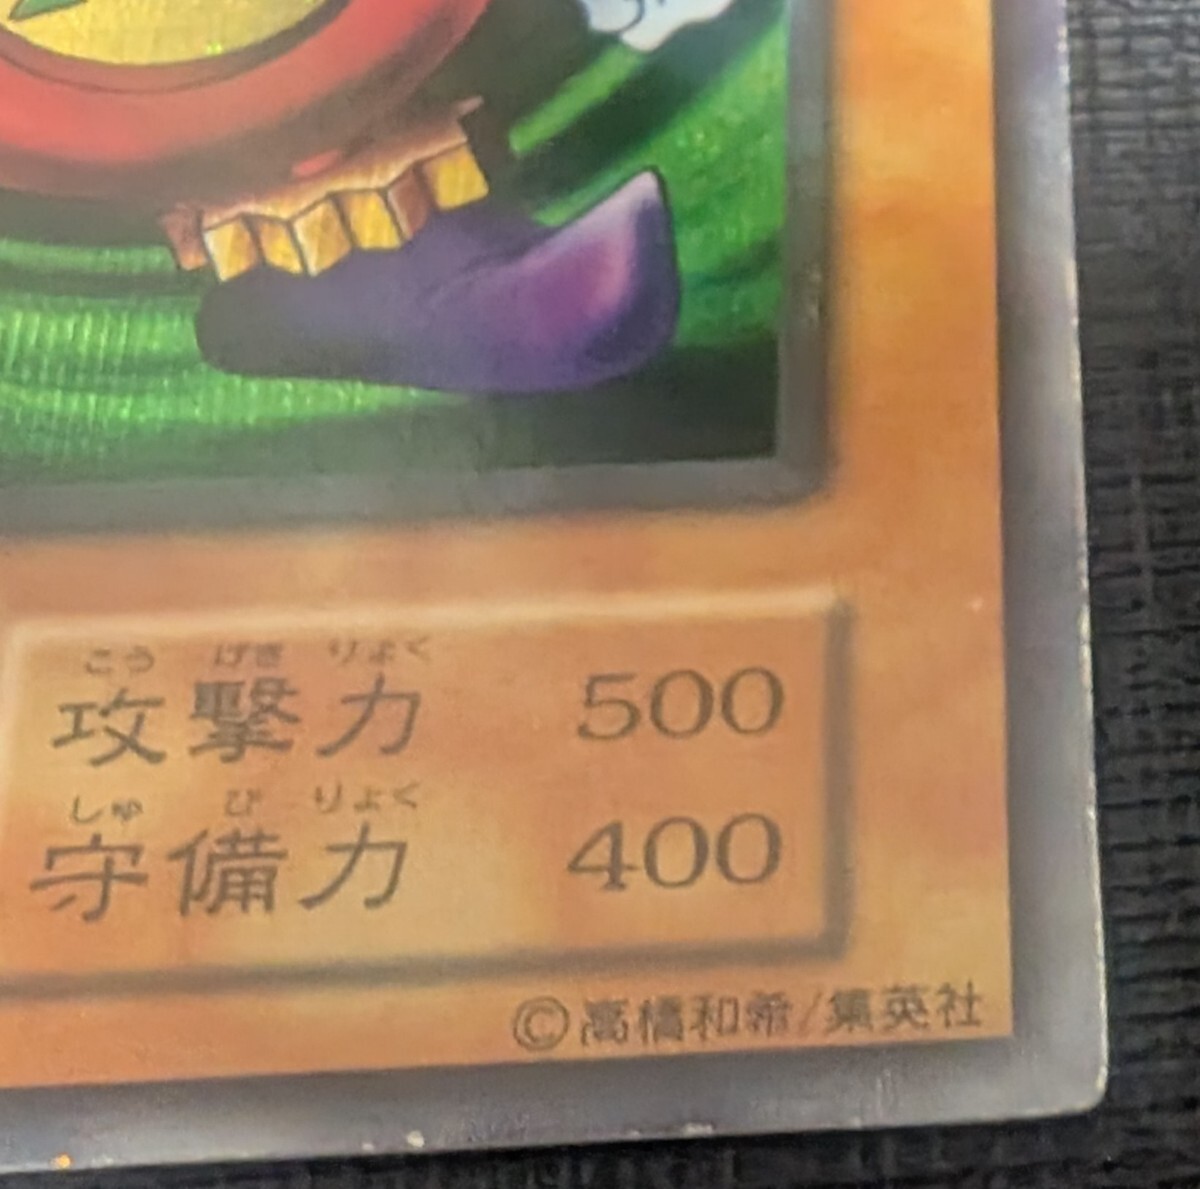 こう げき りょく
攻撃力 500
しゅ び りょく
守備力 400
©高橋和希/集英社